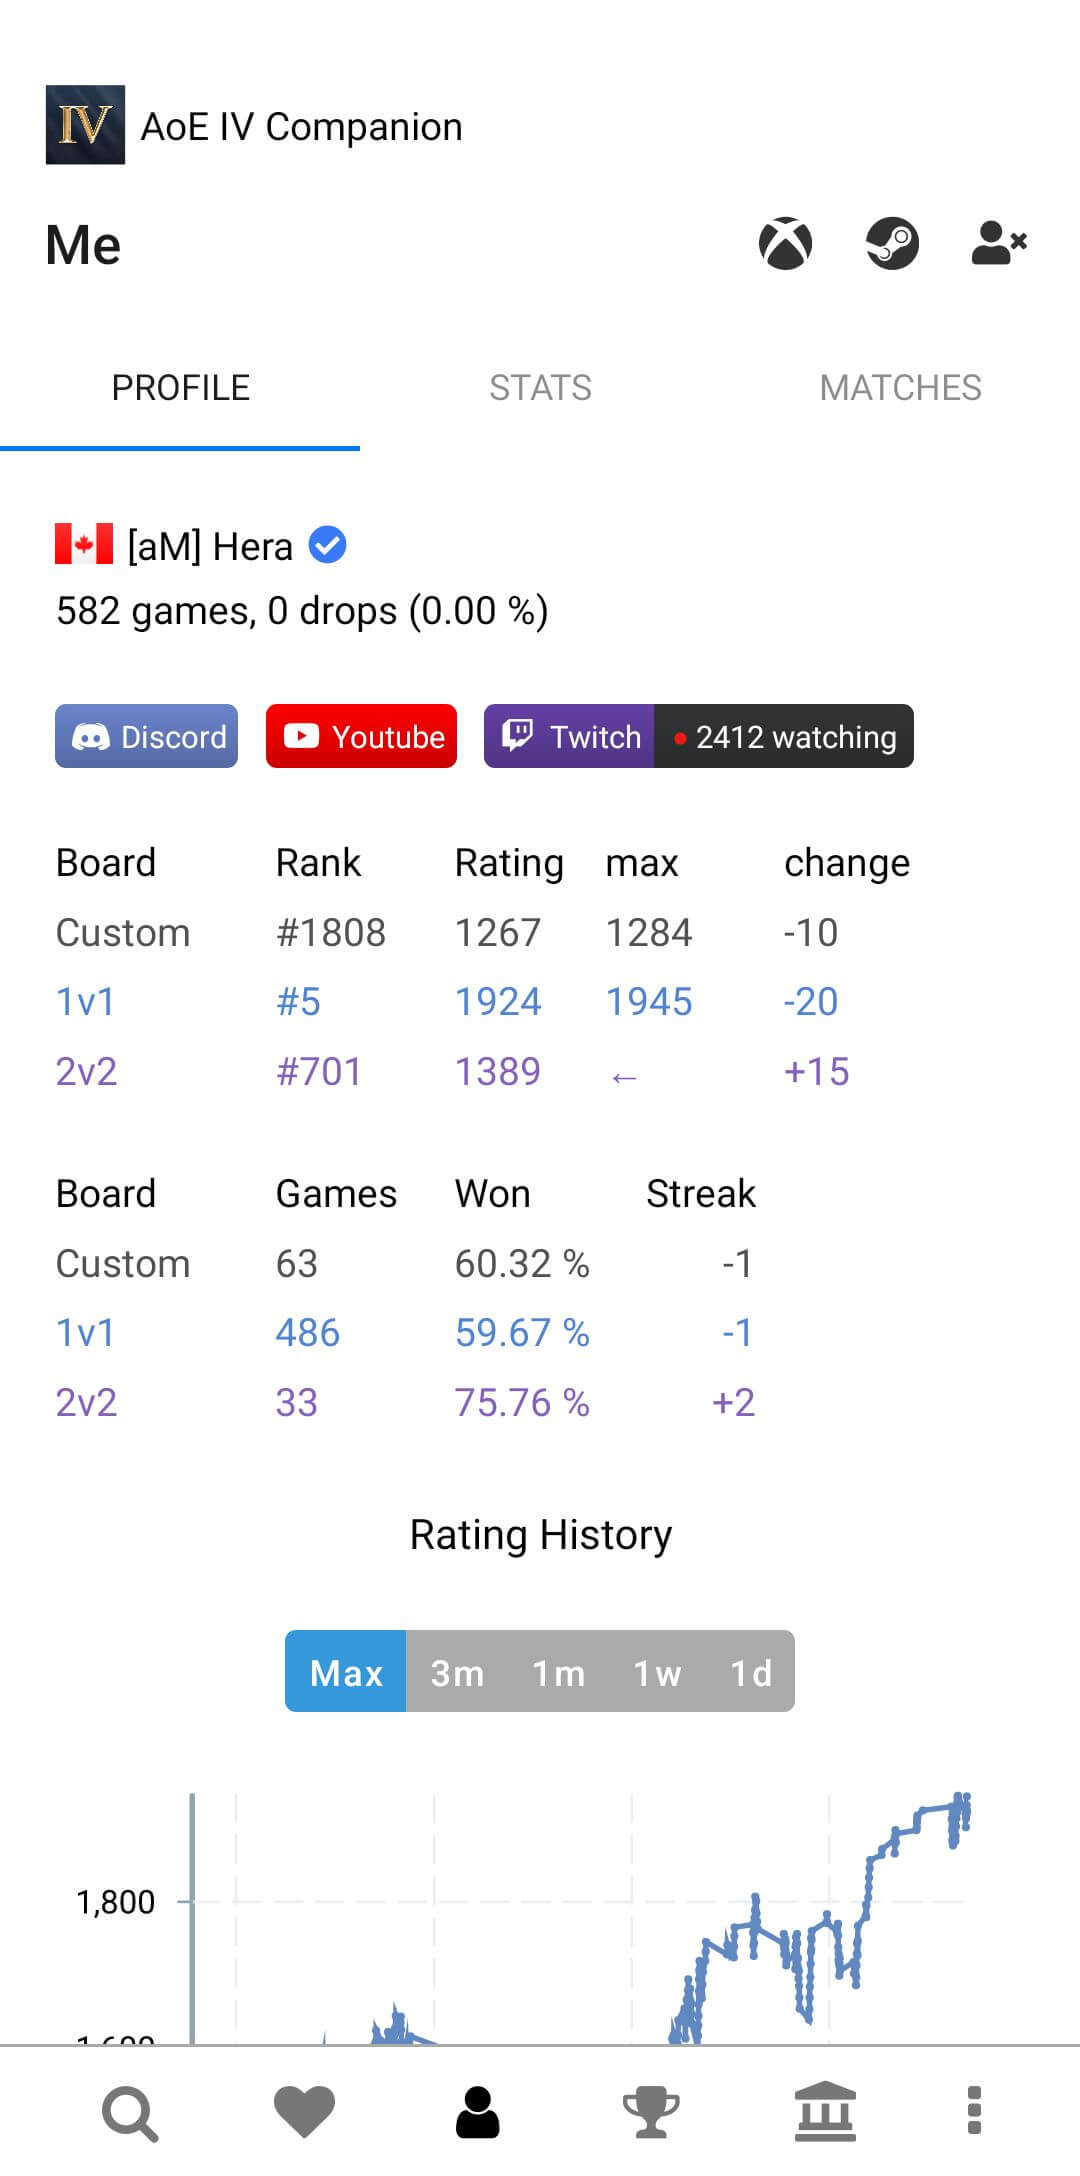 IV AoE IV Companion
Me
PROFILE STATS MATCHES
[aM] Hera
582 games, 0 drops (0.00 %)
Discord Youtube Twitch 2412 watching
Board Rank Rating max change
Custom #1808 1267 1284 -10
1v1 #5 1924 1945 -20
2v2 #701 1389 ← +15
Board Games Won Streak
Custom 63 60.32 % -1
1v1 486 59.67 % -1
2v2 33 75.76 % +2
Rating History
Max 3m 1m 1w 1d
1,800